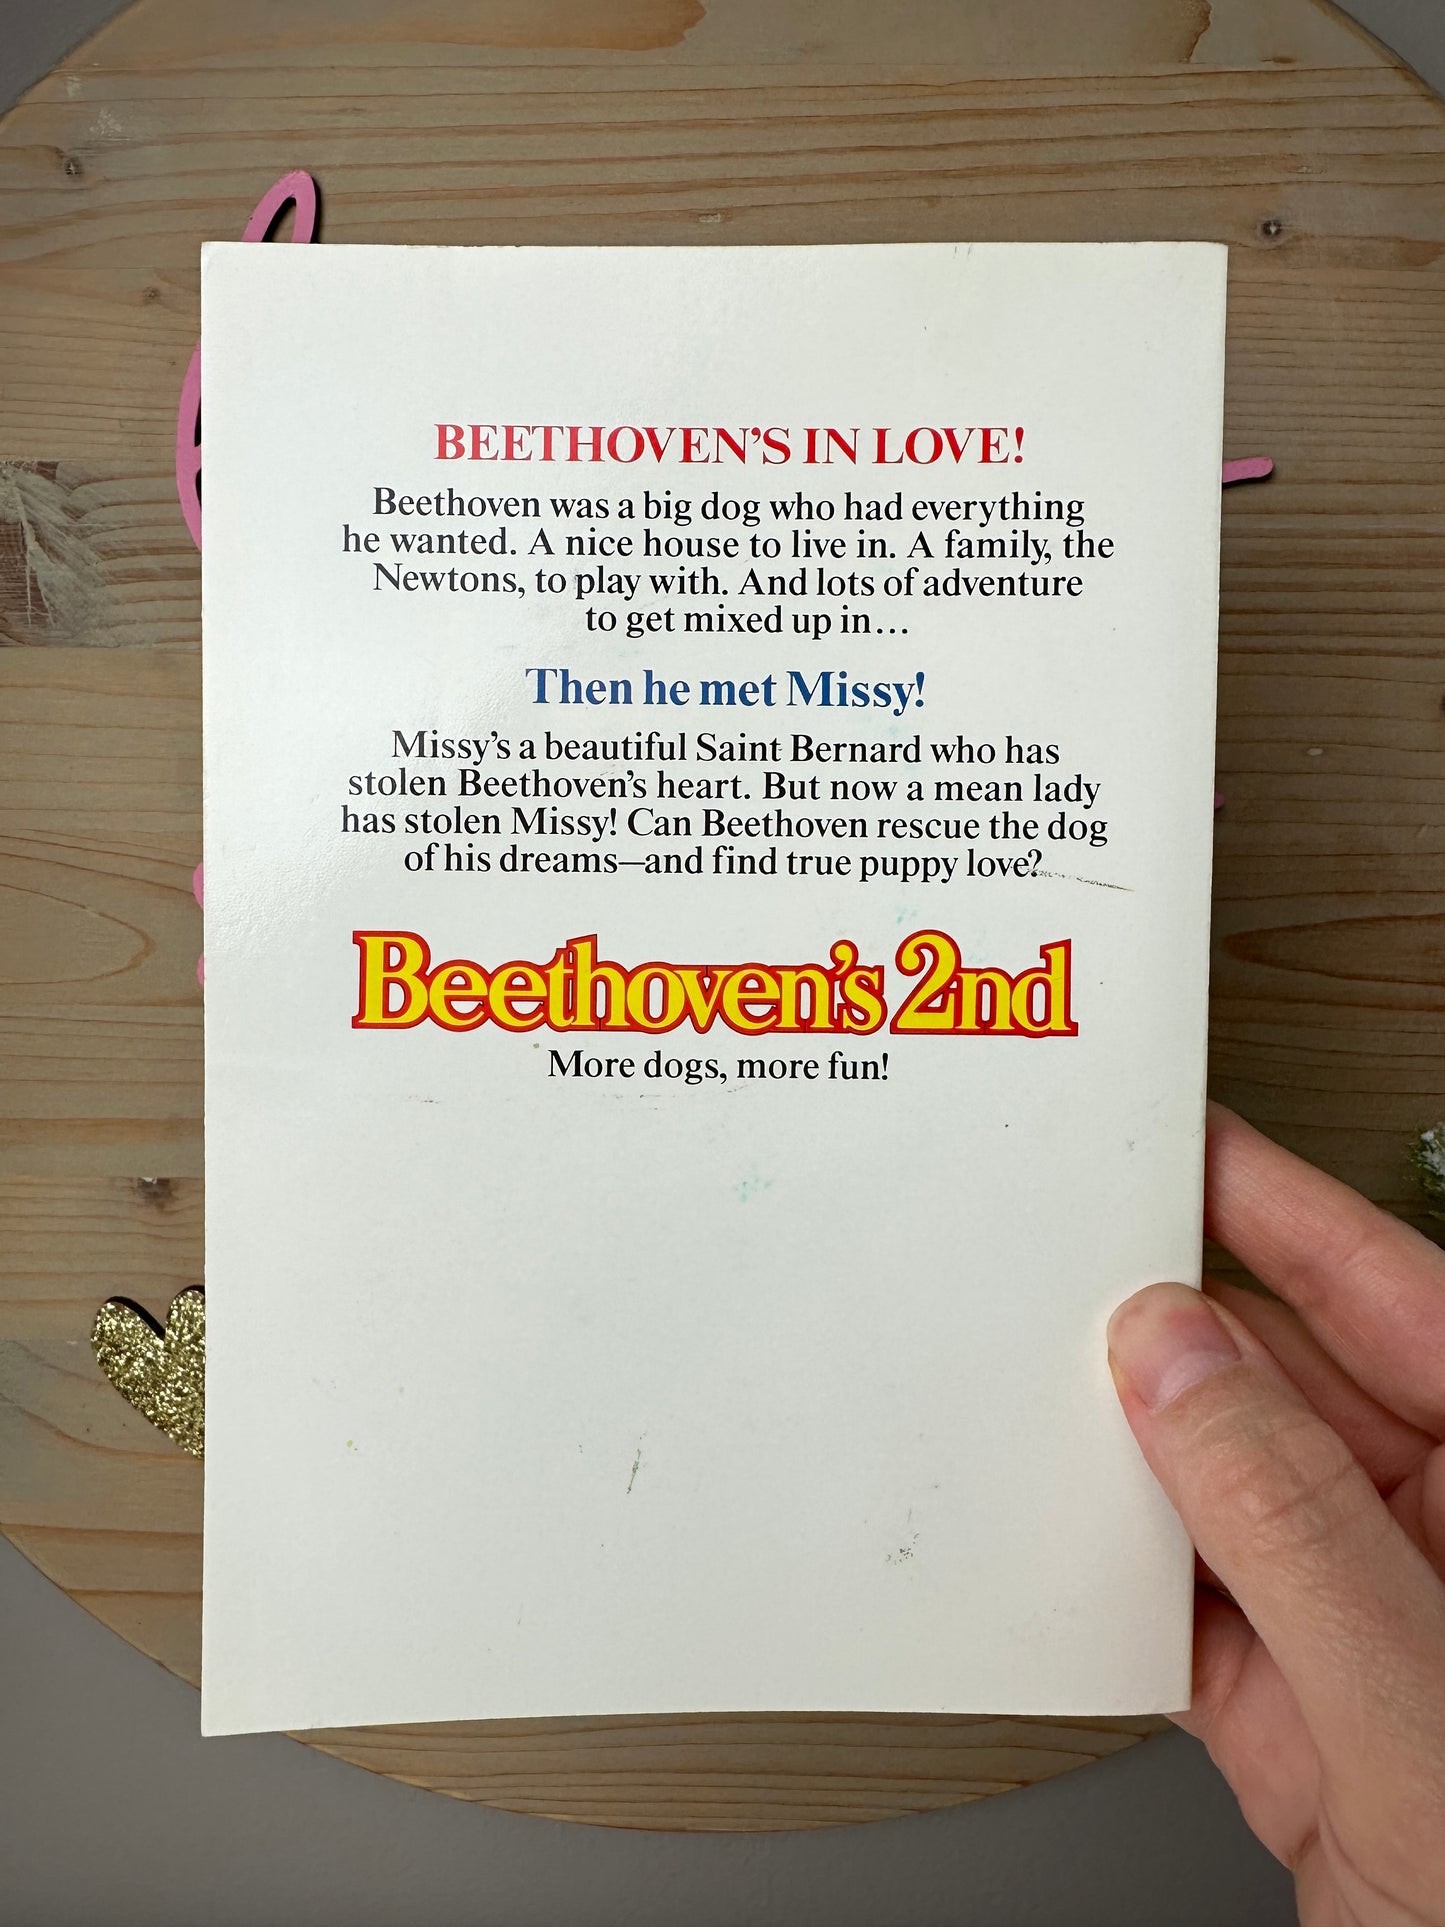 BEETHOVEN'S IN LOVE!
Beethoven was a big dog who had everything
he wanted. A nice house to live in. A family, the
Newtons, to play with. And lots of adventure
to get mixed up in...
Then he met Missy!
Missy's a beautiful Saint Bernard who has
stolen Beethoven's heart. But now a mean lady
has stolen Missy! Can Beethoven rescue the dog
of his dreams—and find true puppy love?
Beethoven's 2nd
More dogs, more fun!